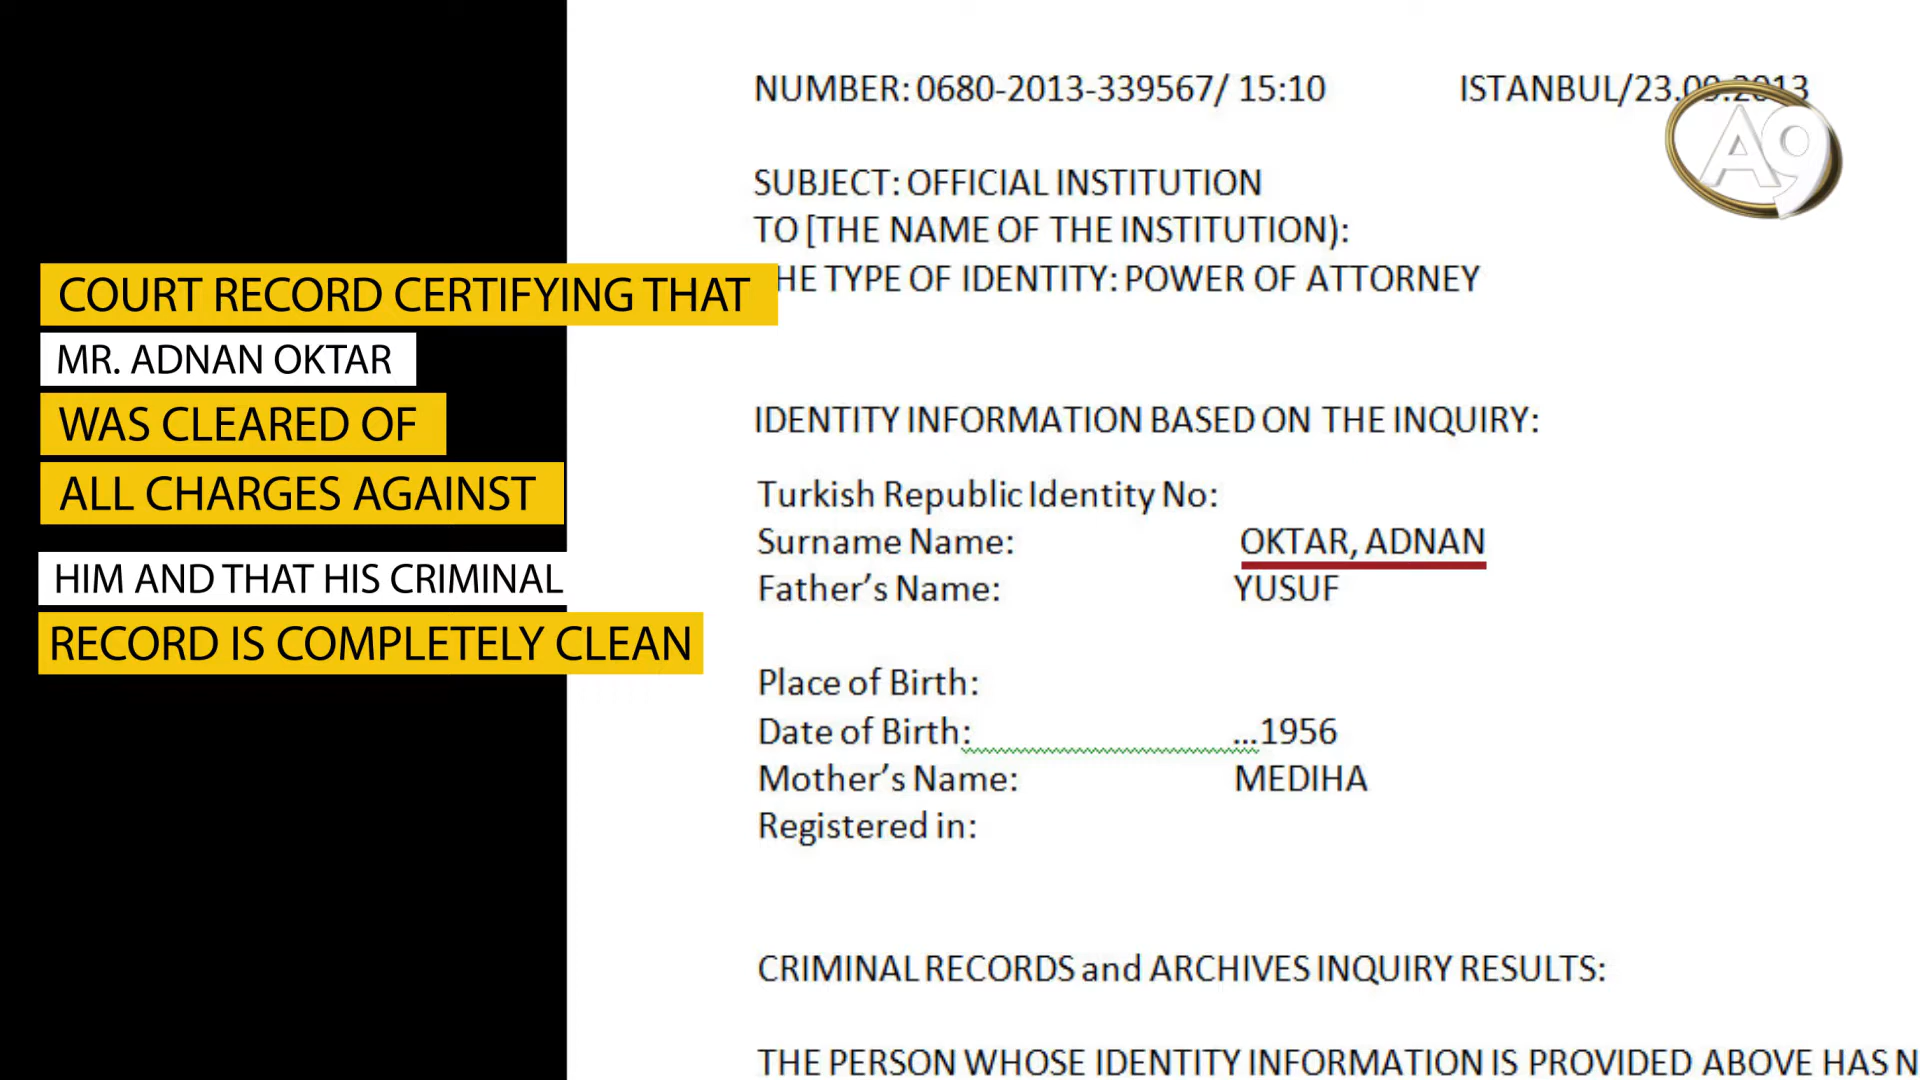 COURT RECORD CERTIFYING THAT
MR. ADNAN OKTAR
WAS CLEARED OF
ALL CHARGES AGAINST
HIM AND THAT HIS CRIMINAL
RECORD IS COMPLETELY CLEAN
NUMBER: 0680-2013-339567/ 15:10 ISTANBUL/23.09.2013
A9
SUBJECT: OFFICIAL INSTITUTION
TO [THE NAME OF THE INSTITUTION):
HE TYPE OF IDENTITY: POWER OF ATTORNEY
IDENTITY INFORMATION BASED ON THE INQUIRY:
Turkish Republic Identity No:
Surname Name: OKTAR, ADNAN
Father’s Name: YUSUF
Place of Birth:
Date of Birth: ...1956
Mother’s Name: MEDIHA
Registered in:
CRIMINAL RECORDS and ARCHIVES INQUIRY RESULTS:
THE PERSON WHOSE IDENTITY INFORMATION IS PROVIDED ABOVE HAS N